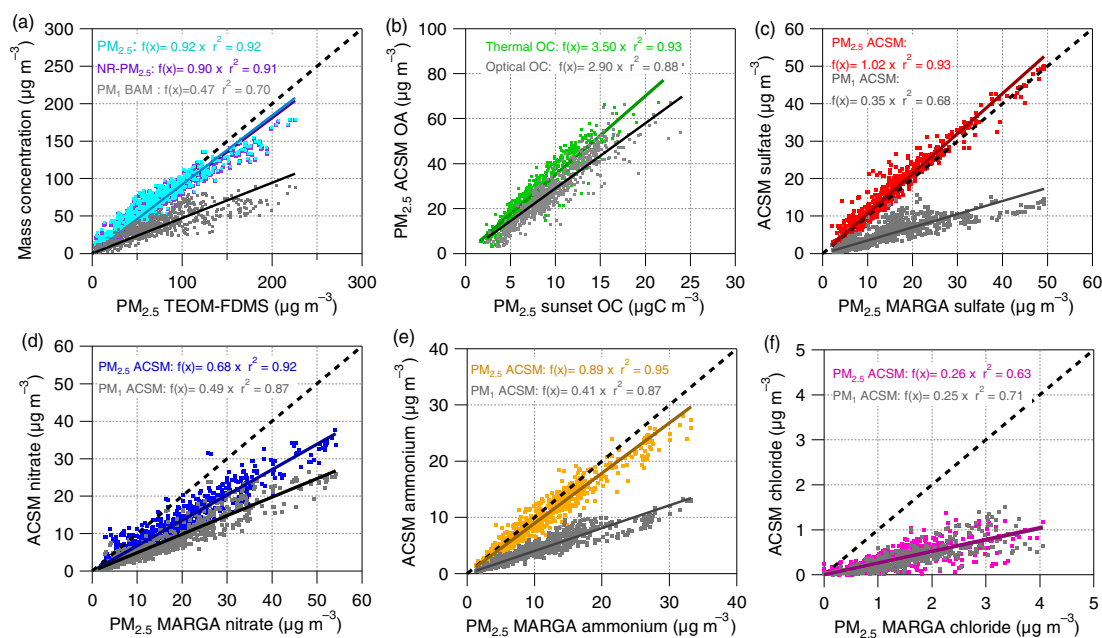 (a)
300
250
200
150
100
50
0
Mass concentration (µg m⁻³)
PM₂.₅: f(x)= 0.92 x r² = 0.92
NR-PM₂.₅: f(x)= 0.90 x r² = 0.91
PM₁ BAM : f(x)=0.47 r² = 0.70
0 100 200 300
PM₂.₅ TEOM-FDMS (µg m⁻³)
(b)
100
80
60
40
20
0
PM₂.₅ ACSM OA (µg m⁻³)
Thermal OC: f(x)= 3.50 x r² = 0.93
Optical OC: f(x)= 2.90 x r² = 0.88
0 5 10 15 20 25 30
PM₂.₅ sunset OC (µgC m⁻³)
(c)
60
50
40
30
20
10
0
ACSM sulfate (µg m⁻³)
PM₂.₅ ACSM:
f(x)= 1.02 x r² = 0.93
PM₁ ACSM:
f(x)= 0.35 x r² = 0.68
0 10 20 30 40 50 60
PM₂.₅ MARGA sulfate (µg m⁻³)
(d)
60
50
40
30
20
10
0
ACSM nitrate (µg m⁻³)
PM₂.₅ ACSM: f(x)= 0.68 x r² = 0.92
PM₁ ACSM: f(x)=0.49 x r² = 0.87
0 10 20 30 40 50 60
PM₂.₅ MARGA nitrate (µg m⁻³)
(e)
40
30
20
10
0
ACSM ammonium (µg m⁻³)
PM₂.₅ ACSM: f(x)= 0.89 x r² = 0.95
PM₁ ACSM: f(x)=0.41 x r² = 0.87
0 10 20 30 40
PM₂.₅ MARGA ammonium (µg m⁻³)
(f)
5
4
3
2
1
0
ACSM chloride (µg m⁻³)
PM₂.₅ ACSM: f(x)= 0.26 x r² = 0.63
PM₁ ACSM: f(x)= 0.25 x r² = 0.71
0 1 2 3 4 5
PM₂.₅ MARGA chloride (µg m⁻³)